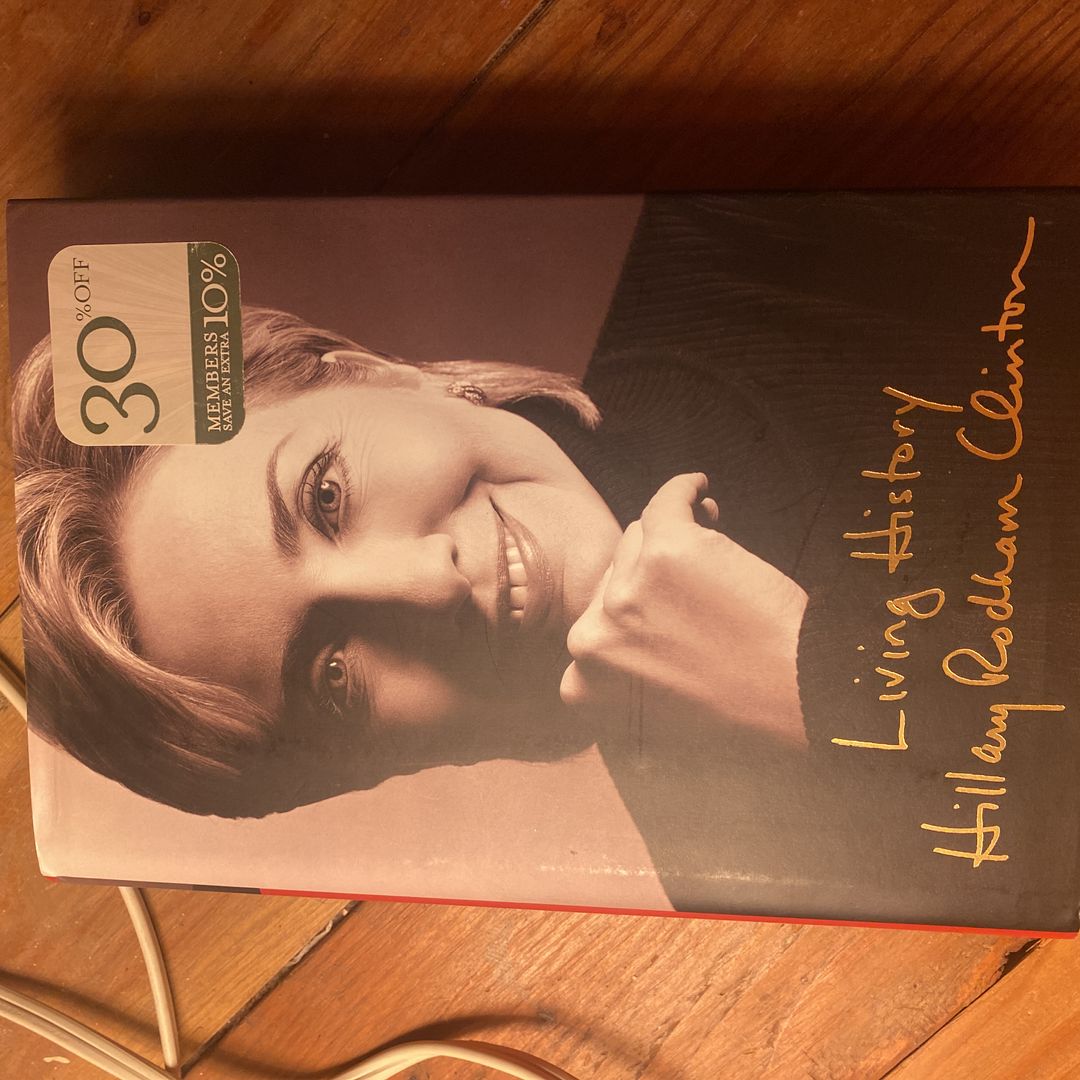 30%OFF
MEMBERS 10%
SAVE AN EXTRA
Living History
Hillary Rodham Clinton